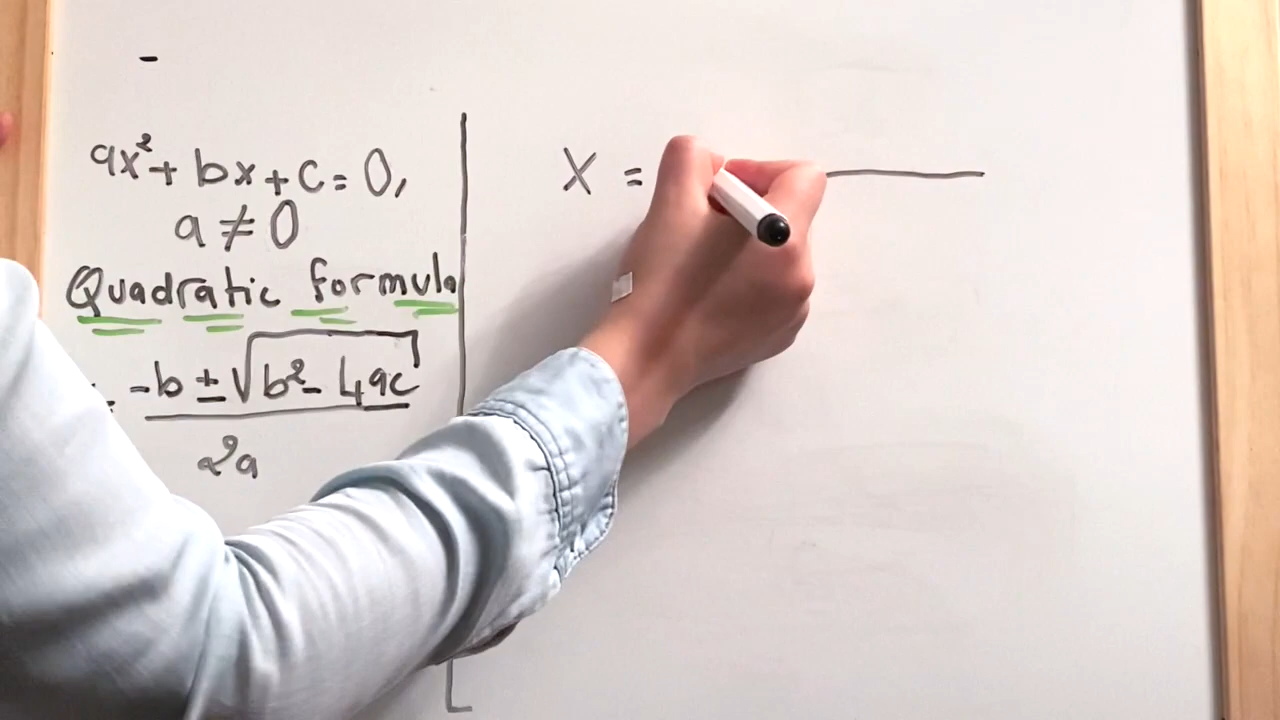 ax²+ bx+c=0,
a ≠ 0
Quadratic formula
-b ± √b²- 4ac
2a
X =